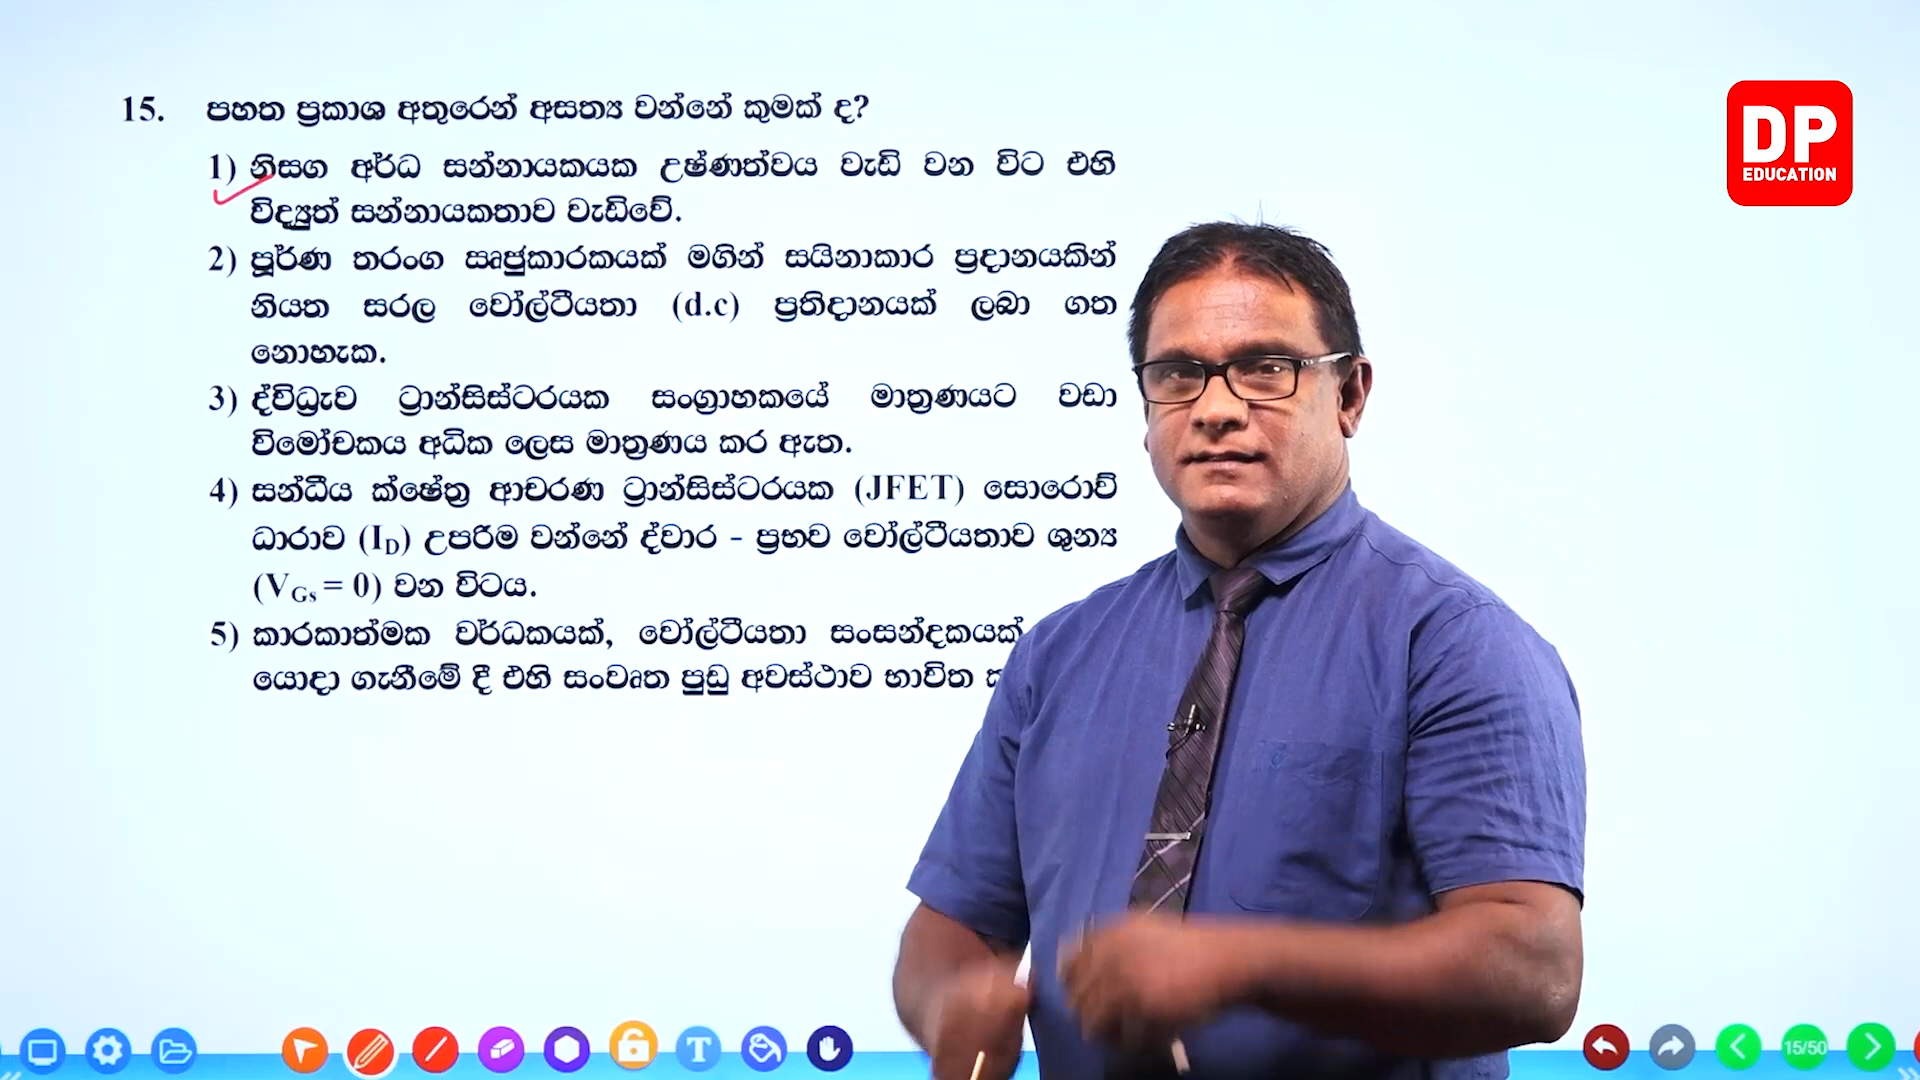 DP
EDUCATION
15. පහත ප්‍රකාශ අතුරෙන් අසත්‍ය වන්නේ කුමක් ද?
1) නිසග අර්ධ සන්නායකයක උෂ්ණත්වය වැඩි වන විට එහි
විද්‍යුත් සන්නායකතාව වැඩිවේ.
2) පූර්ණ තරංග ඍජුකාරකයක් මගින් සයිනාකාර ප්‍රදානයකින්
නියත සරල වෝල්ටීයතා (d.c) ප්‍රතිදානයක් ලබා ගත
නොහැක.
3) ද්විධ්‍රැව ට්‍රාන්සිස්ටරයක සංග්‍රාහකයේ මාත්‍රණයට වඩා
විමෝචකය අධික ලෙස මාත්‍රණය කර ඇත.
4) සන්ධීය ක්ෂේත්‍ර ආචරණ ට්‍රාන්සිස්ටරයක (JFET) සොරොව්
ධාරාව (I_D) උපරිම වන්නේ ද්වාර - ප්‍රභව වෝල්ටීයතාව ශුන්‍ය
(V_Gs = 0) වන විටය.
5) කාරකාත්මක වර්ධකයක්, වෝල්ටීයතා සංසන්දකයක්
යොදා ගැනීමේ දී එහි සංවෘත පුඩු අවස්ථාව භාවිත
T
15/50